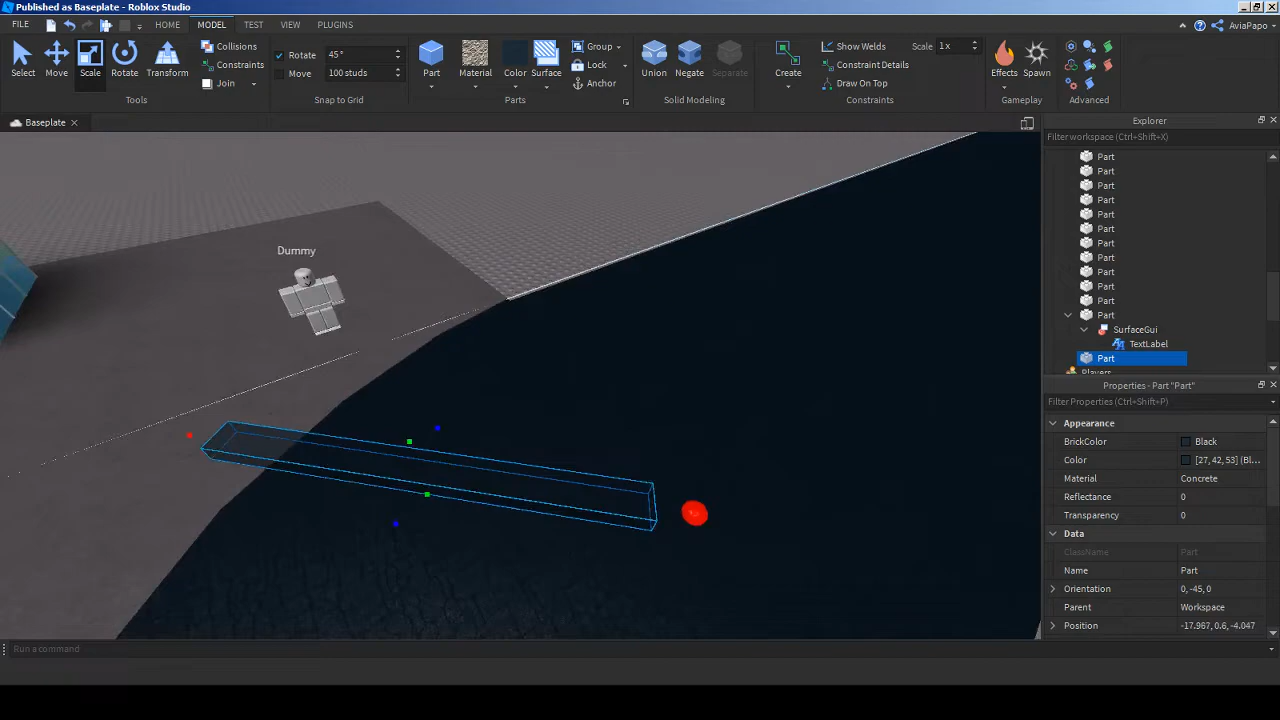 Published as Baseplate - Roblox Studio
FILE HOME MODEL TEST VIEW PLUGINS AviaPapo
Select Move Scale Rotate Transform
Collisions
Constraints
Join
Tools
Rotate 45°
Move 100 studs
Snap to Grid
Part Material Color Surface
Group
Lock
Anchor
Parts
Union Negate Separate
Solid Modeling
Create
Show Welds Scale 1x
Constraint Details
Draw On Top
Constraints
Effects Spawn
Gameplay
Advanced
Baseplate
Dummy
Explorer
Filter workspace (Ctrl+Shift+X)
Part
Part
Part
Part
Part
Part
Part
Part
Part
Part
Part
Part
SurfaceGui
TextLabel
Part
Players
Properties - Part "Part"
Filter Properties (Ctrl+Shift+P)
Appearance
BrickColor Black
Color [27, 42, 53] (Bl...
Material Concrete
Reflectance 0
Transparency 0
Data
ClassName Part
Name Part
Orientation 0, -45, 0
Parent Workspace
Position -17.967, 0.6, -4.047
Run a command